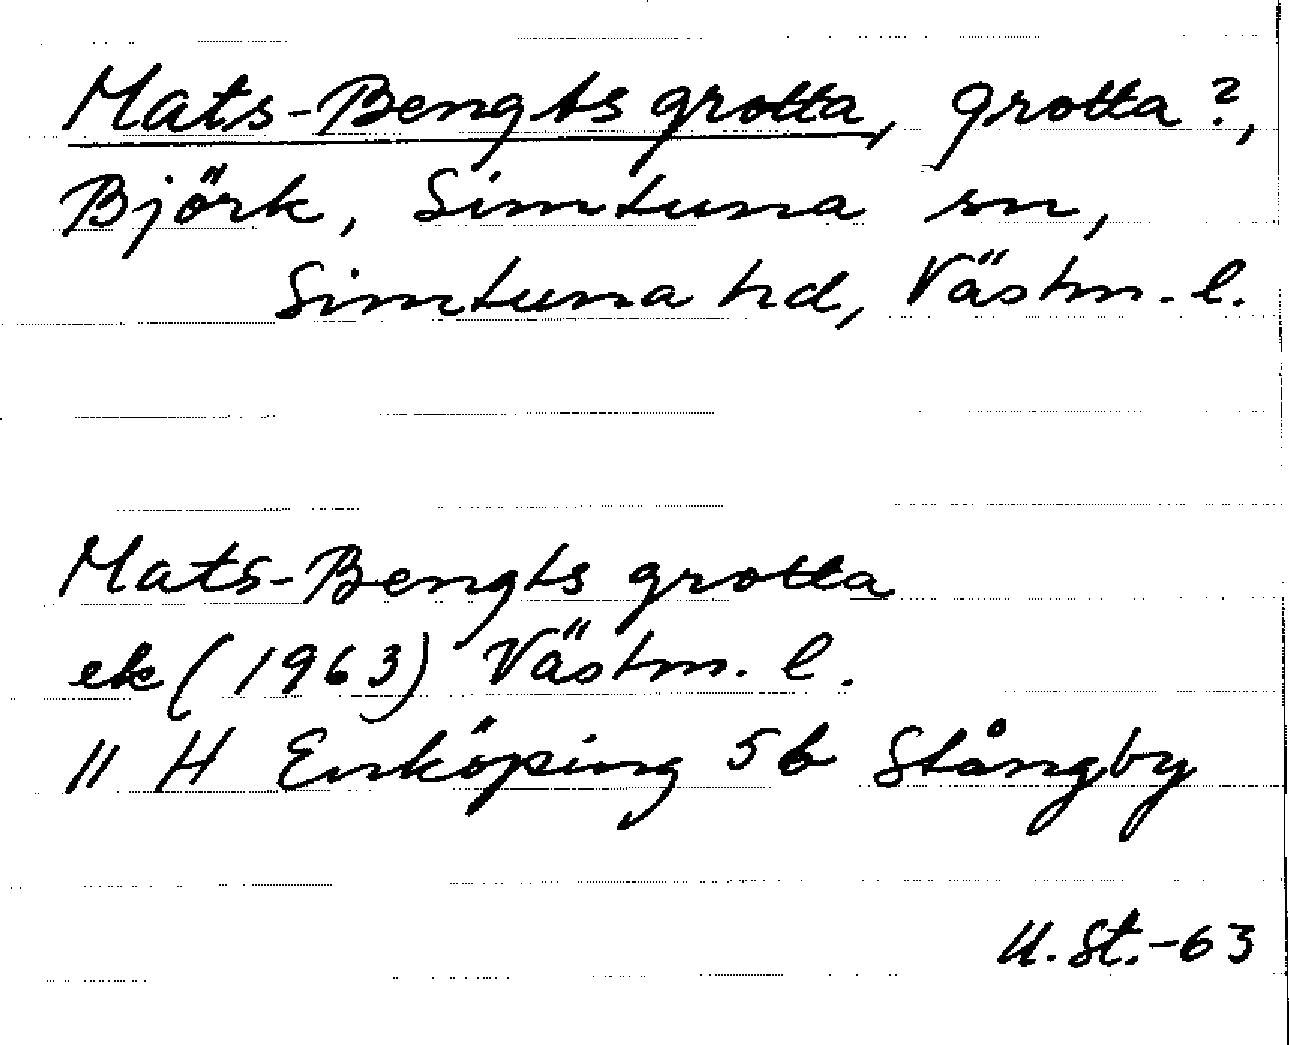 Mats-Bengts grotta, grotta?,
Björk, Simtuna sn,
Simtuna hd, Västm. l.
Mats-Bengts grotta
ek (1963) Västm. l.
11 H Enköping 5b Stångby
U.St.-63